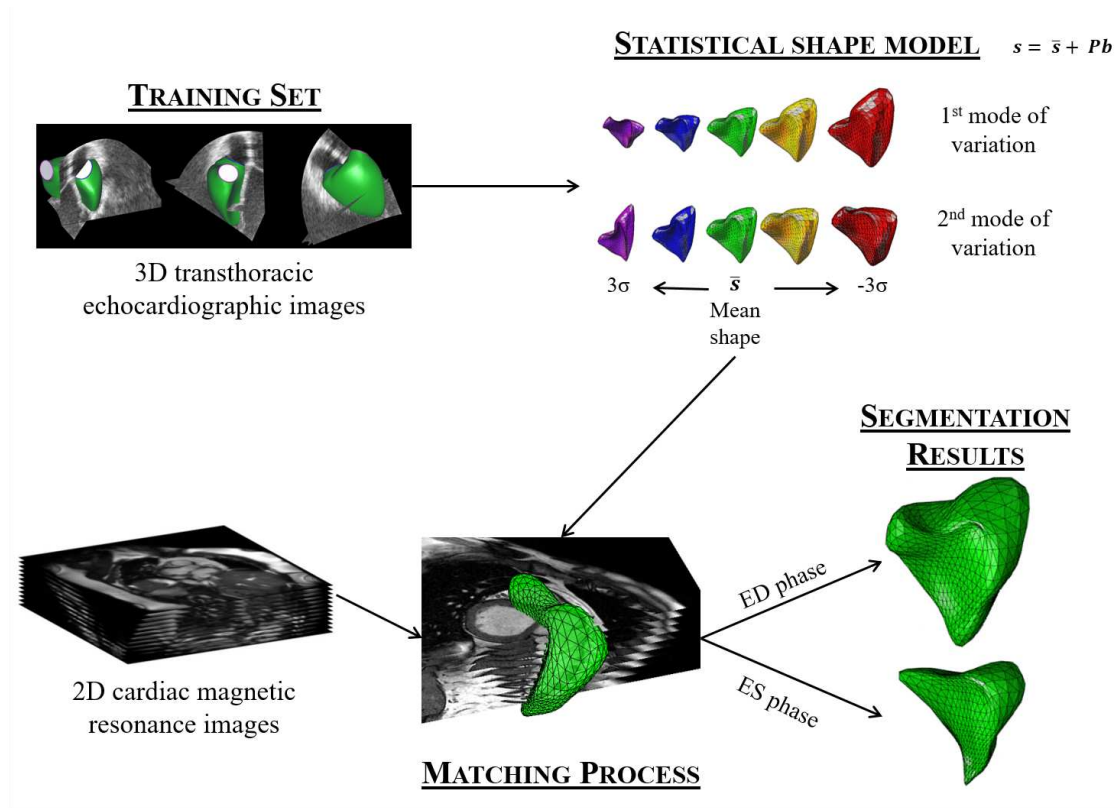 TRAINING SET
3D transthoracic
echocardiographic images
STATISTICAL SHAPE MODEL
s = s̄ + Pb
1st mode of
variation
2nd mode of
variation
3σ
s̄
-3σ
Mean
shape
2D cardiac magnetic
resonance images
MATCHING PROCESS
ED phase
ES phase
SEGMENTATION
RESULTS